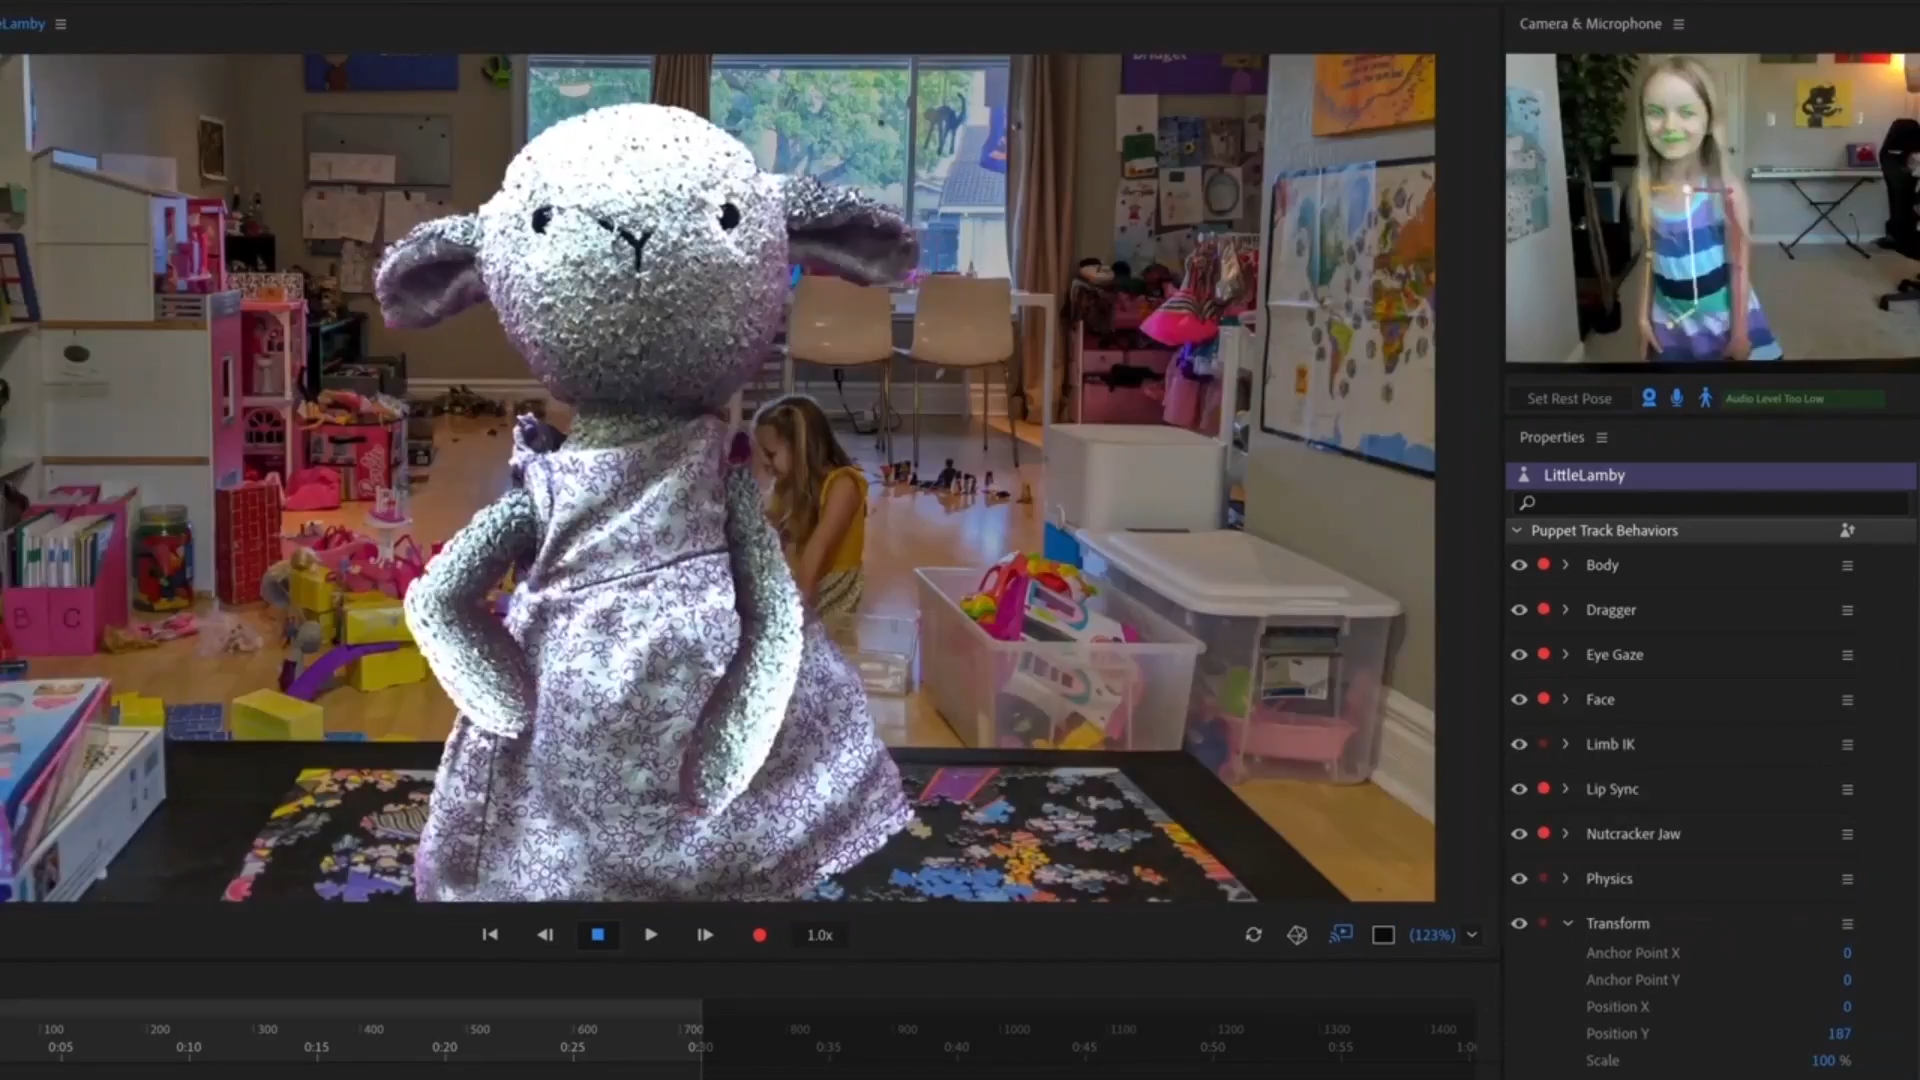 eLamby
Camera & Microphone
Bridget
B C
Set Rest Pose
Audio Level Too Low
Properties
LittleLamby
Puppet Track Behaviors
Body
Dragger
Eye Gaze
Face
Limb IK
Lip Sync
Nutcracker Jaw
Physics
Transform
Anchor Point X 0
Anchor Point Y 0
Position X 0
Position Y 187
Scale 100 %
1.0x
(123%)
100 200 300 400 500 600 700 800 900 1000 1100 1200 1300 1400
0:05 0:10 0:15 0:20 0:25 0:30 0:35 0:40 0:45 0:50 0:55 1:0